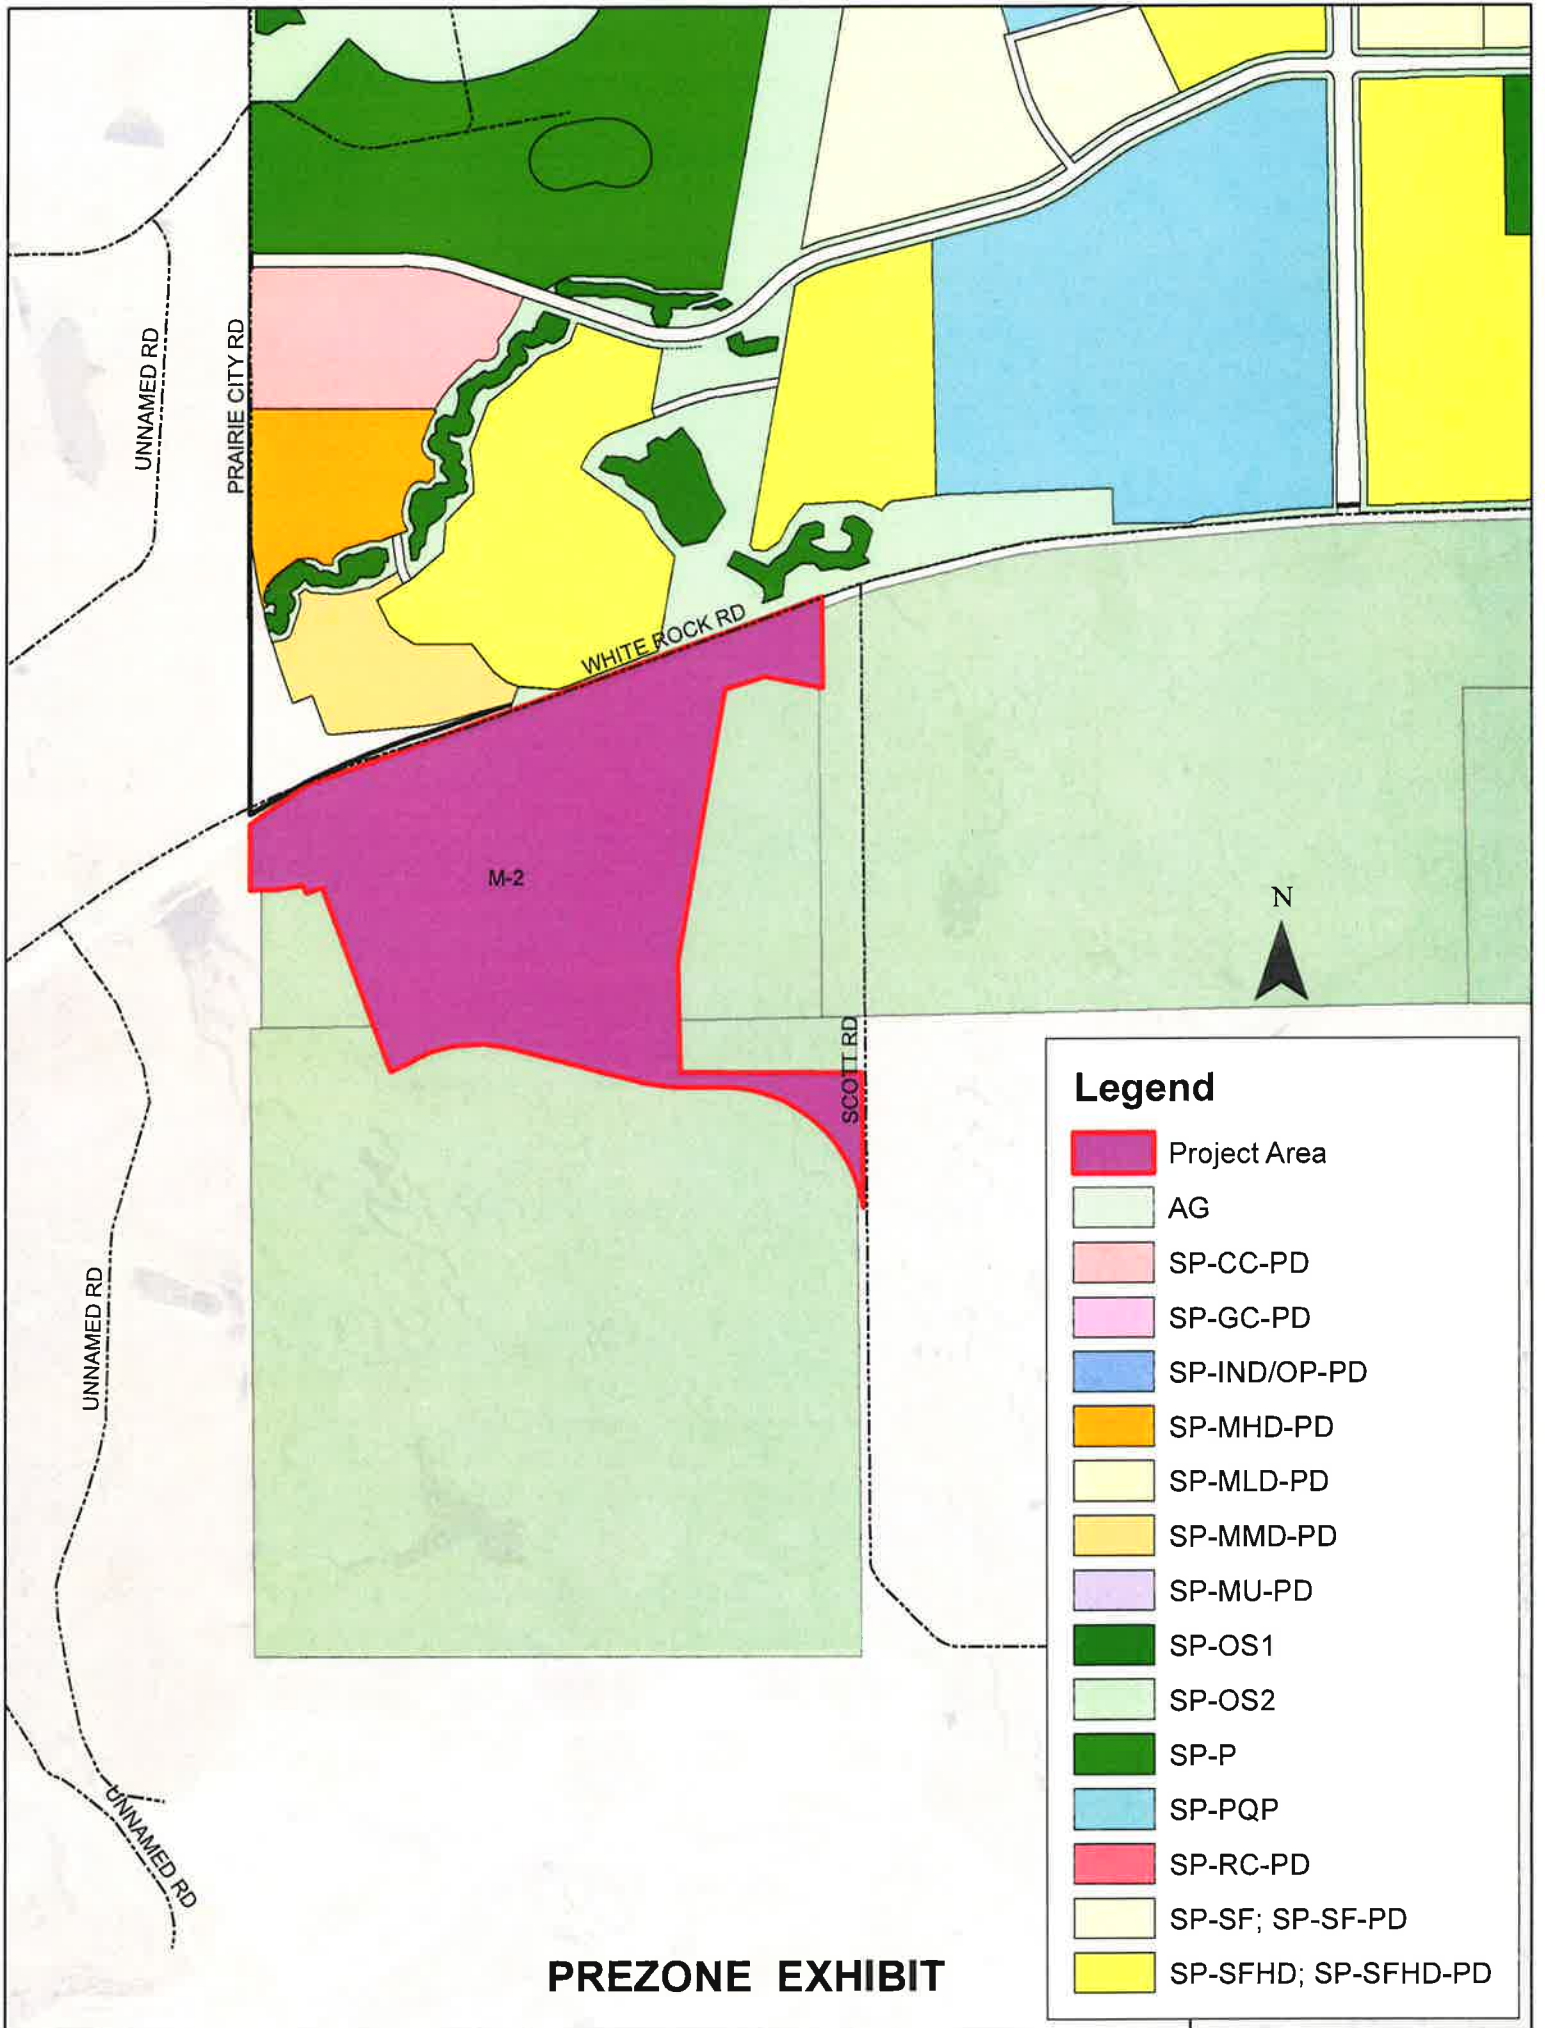 UNNAMED RD
PRAIRIE CITY RD
WHITE ROCK RD
M-2
N
SCOTT RD
UNNAMED RD
UNNAMED RD
Legend
Project Area
AG
SP-CC-PD
SP-GC-PD
SP-IND/OP-PD
SP-MHD-PD
SP-MLD-PD
SP-MMD-PD
SP-MU-PD
SP-OS1
SP-OS2
SP-P
SP-PQP
SP-RC-PD
SP-SF; SP-SF-PD
SP-SFHD; SP-SFHD-PD
PREZONE EXHIBIT